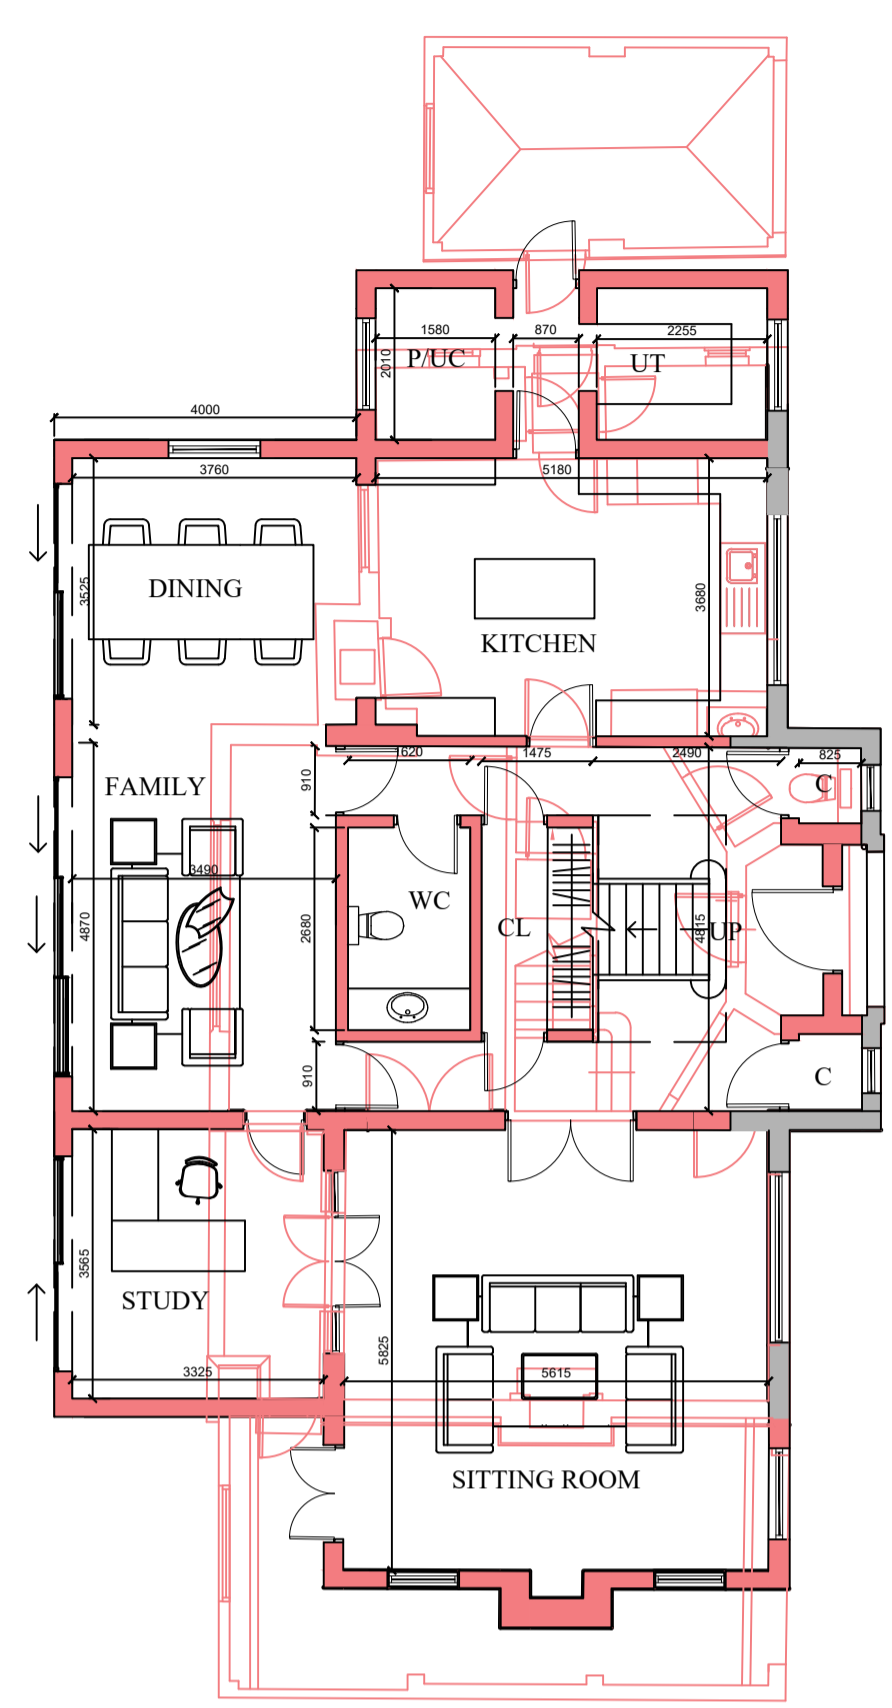 1580
870
2255
P/UC
UT
2010
4000
3760
5180
DINING
3525
3680
KITCHEN
1620
1475
2490
825
910
FAMILY
C
3490
WC
CL
UP
4870
2680
4815
910
C
3565
STUDY
3325
5825
5615
SITTING ROOM